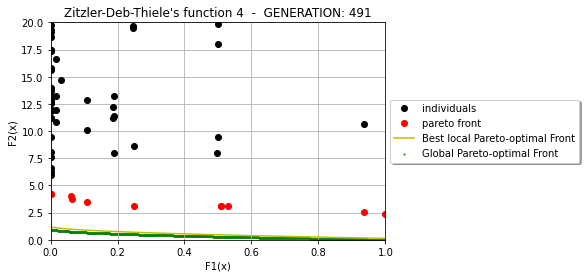 Zitzler-Deb-Thiele's function 4 - GENERATION: 491
20.0
17.5
15.0
12.5
10.0
7.5
5.0
2.5
0.0
F2(x)
0.0 0.2 0.4 0.6 0.8 1.0
F1(x)
individuals
pareto front
Best local Pareto-optimal Front
Global Pareto-optimal Front